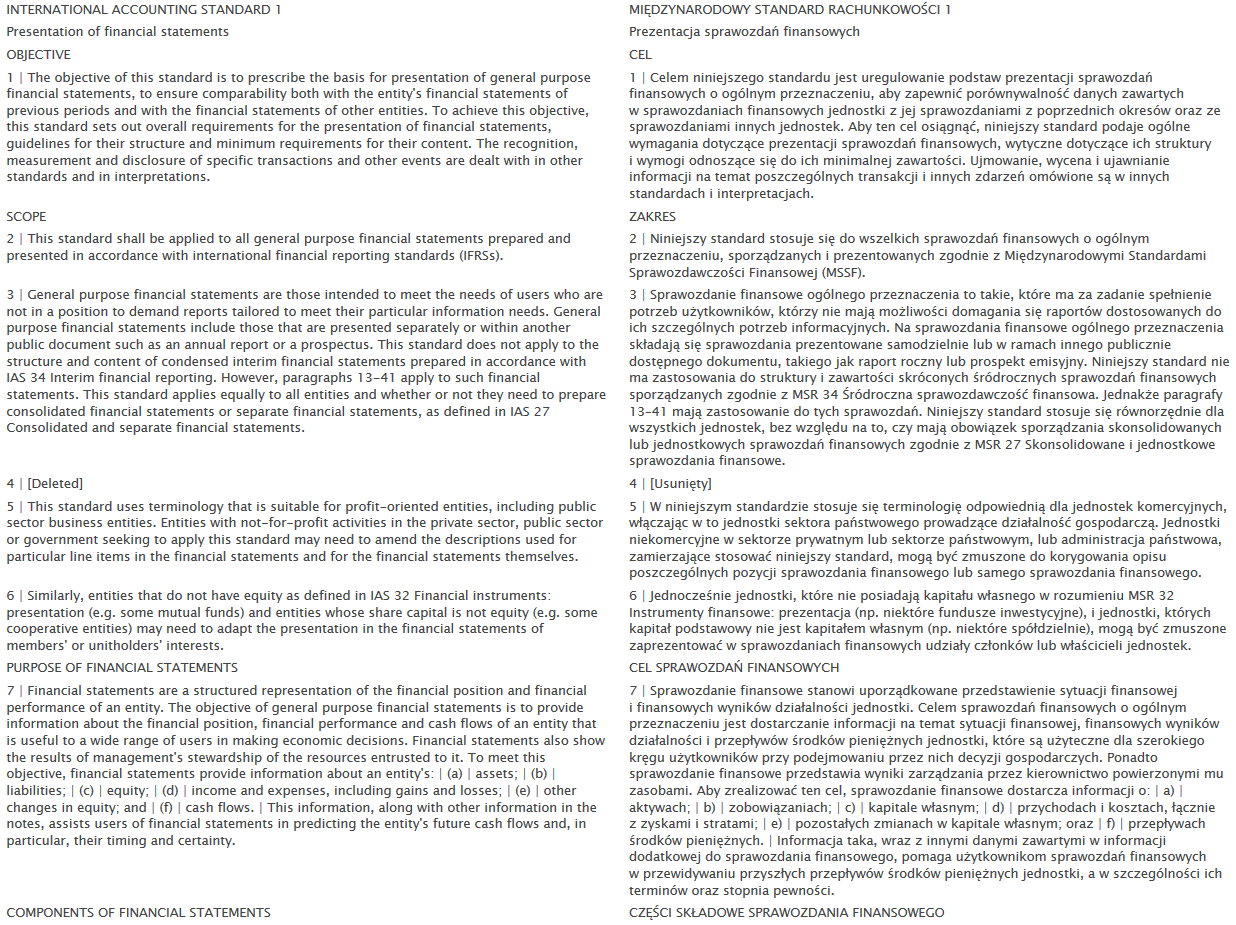 INTERNATIONAL ACCOUNTING STANDARD 1
Presentation of financial statements
OBJECTIVE
1 | The objective of this standard is to prescribe the basis for presentation of general purpose
financial statements, to ensure comparability both with the entity's financial statements of
previous periods and with the financial statements of other entities. To achieve this objective,
this standard sets out overall requirements for the presentation of financial statements,
guidelines for their structure and minimum requirements for their content. The recognition,
measurement and disclosure of specific transactions and other events are dealt with in other
standards and in interpretations.
SCOPE
2 | This standard shall be applied to all general purpose financial statements prepared and
presented in accordance with international financial reporting standards (IFRSs).
3 | General purpose financial statements are those intended to meet the needs of users who are
not in a position to demand reports tailored to meet their particular information needs. General
purpose financial statements include those that are presented separately or within another
public document such as an annual report or a prospectus. This standard does not apply to the
structure and content of condensed interim financial statements prepared in accordance with
IAS 34 Interim financial reporting. However, paragraphs 13–41 apply to such financial
statements. This standard applies equally to all entities and whether or not they need to prepare
consolidated financial statements or separate financial statements, as defined in IAS 27
Consolidated and separate financial statements.
4 | [Deleted]
5 | This standard uses terminology that is suitable for profit-oriented entities, including public
sector business entities. Entities with not-for-profit activities in the private sector, public sector
or government seeking to apply this standard may need to amend the descriptions used for
particular line items in the financial statements and for the financial statements themselves.
6 | Similarly, entities that do not have equity as defined in IAS 32 Financial instruments:
presentation (e.g. some mutual funds) and entities whose share capital is not equity (e.g. some
cooperative entities) may need to adapt the presentation in the financial statements of
members' or unitholders' interests.
PURPOSE OF FINANCIAL STATEMENTS
7 | Financial statements are a structured representation of the financial position and financial
performance of an entity. The objective of general purpose financial statements is to provide
information about the financial position, financial performance and cash flows of an entity that
is useful to a wide range of users in making economic decisions. Financial statements also show
the results of management's stewardship of the resources entrusted to it. To meet this
objective, financial statements provide information about an entity's: | (a) | assets; | (b) |
liabilities; | (c) | equity; | (d) | income and expenses, including gains and losses; | (e) | other
changes in equity; and | (f) | cash flows. | This information, along with other information in the
notes, assists users of financial statements in predicting the entity's future cash flows and, in
particular, their timing and certainty.
COMPONENTS OF FINANCIAL STATEMENTS
MIĘDZYNARODOWY STANDARD RACHUNKOWOŚCI 1
Prezentacja sprawozdań finansowych
CEL
1 | Celem niniejszego standardu jest uregulowanie podstaw prezentacji sprawozdań
finansowych o ogólnym przeznaczeniu, aby zapewnić porównywalność danych zawartych
w sprawozdaniach finansowych jednostki z jej sprawozdaniami z poprzednich okresów oraz ze
sprawozdaniami innych jednostek. Aby ten cel osiągnąć, niniejszy standard podaje ogólne
wymagania dotyczące prezentacji sprawozdań finansowych, wytyczne dotyczące ich struktury
i wymogi odnoszące się do ich minimalnej zawartości. Ujmowanie, wycena i ujawnianie
informacji na temat poszczególnych transakcji i innych zdarzeń omówione są w innych
standardach i interpretacjach.
ZAKRES
2 | Niniejszy standard stosuje się do wszelkich sprawozdań finansowych o ogólnym
przeznaczeniu, sporządzanych i prezentowanych zgodnie z Międzynarodowymi Standardami
Sprawozdawczości Finansowej (MSSF).
3 | Sprawozdanie finansowe ogólnego przeznaczenia to takie, które ma za zadanie spełnienie
potrzeb użytkowników, którzy nie mają możliwości domagania się raportów dostosowanych do
ich szczególnych potrzeb informacyjnych. Na sprawozdania finansowe ogólnego przeznaczenia
składają się sprawozdania prezentowane samodzielnie lub w ramach innego publicznie
dostępnego dokumentu, takiego jak raport roczny lub prospekt emisyjny. Niniejszy standard nie
ma zastosowania do struktury i zawartości skróconych śródrocznych sprawozdań finansowych
sporządzanych zgodnie z MSR 34 Śródroczna sprawozdawczość finansowa. Jednakże paragrafy
13–41 mają zastosowanie do tych sprawozdań. Niniejszy standard stosuje się równorzędnie dla
wszystkich jednostek, bez względu na to, czy mają obowiązek sporządzania skonsolidowanych
lub jednostkowych sprawozdań finansowych zgodnie z MSR 27 Skonsolidowane i jednostkowe
sprawozdania finansowe.
4 | [Usunięty]
5 | W niniejszym standardzie stosuje się terminologię odpowiednią dla jednostek komercyjnych,
włączając w to jednostki sektora państwowego prowadzące działalność gospodarczą. Jednostki
niekomercyjne w sektorze prywatnym lub sektorze państwowym, lub administracja państwowa,
zamierzające stosować niniejszy standard, mogą być zmuszone do korygowania opisu
poszczególnych pozycji sprawozdania finansowego lub samego sprawozdania finansowego.
6 | Jednocześnie jednostki, które nie posiadają kapitału własnego w rozumieniu MSR 32
Instrumenty finansowe: prezentacja (np. niektóre fundusze inwestycyjne), i jednostki, których
kapitał podstawowy nie jest kapitałem własnym (np. niektóre spółdzielnie), mogą być zmuszone
zaprezentować w sprawozdaniach finansowych udziały członków lub właścicieli jednostek.
CEL SPRAWOZDAŃ FINANSOWYCH
7 | Sprawozdanie finansowe stanowi uporządkowane przedstawienie sytuacji finansowej
i finansowych wyników działalności jednostki. Celem sprawozdań finansowych o ogólnym
przeznaczeniu jest dostarczanie informacji na temat sytuacji finansowej, finansowych wyników
działalności i przepływów środków pieniężnych jednostki, które są użyteczne dla szerokiego
kręgu użytkowników przy podejmowaniu przez nich decyzji gospodarczych. Ponadto
sprawozdanie finansowe przedstawia wyniki zarządzania przez kierownictwo powierzonymi mu
zasobami. Aby zrealizować ten cel, sprawozdanie finansowe dostarcza informacji o: | a) |
aktywach; | b) | zobowiązaniach; | c) | kapitale własnym; | d) | przychodach i kosztach, łącznie
z zyskami i stratami; | e) | pozostałych zmianach w kapitale własnym; oraz | f) | przepływach
środków pieniężnych. | Informacja taka, wraz z innymi danymi zawartymi w informacji
dodatkowej do sprawozdania finansowego, pomaga użytkownikom sprawozdań finansowych
w przewidywaniu przyszłych przepływów środków pieniężnych jednostki, a w szczególności ich
terminów oraz stopnia pewności.
CZĘŚCI SKŁADOWE SPRAWOZDANIA FINANSOWEGO